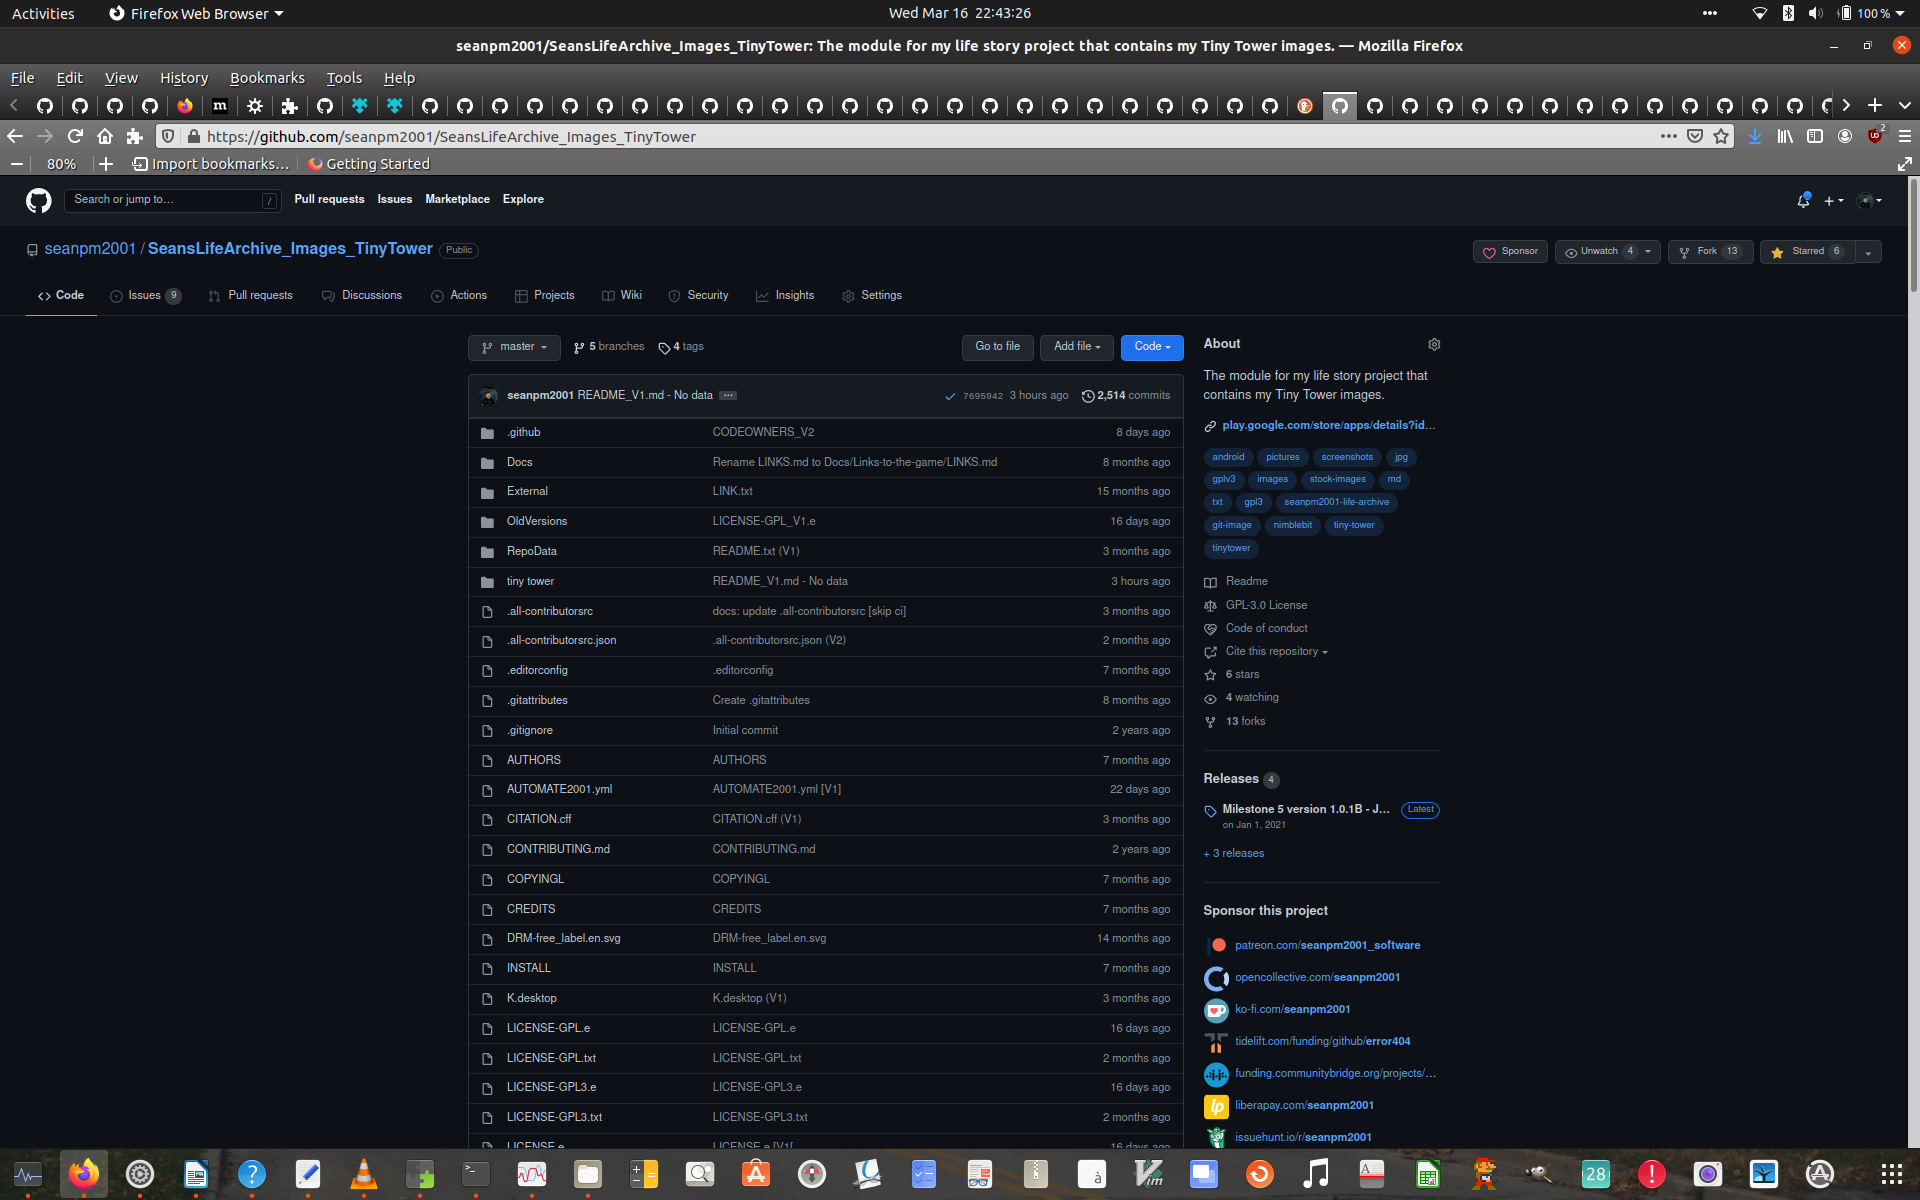 Activities
Firefox Web Browser
Wed Mar 16 22:43:26
100 %
seanpm2001/SeansLifeArchive_Images_TinyTower: The module for my life story project that contains my Tiny Tower images. — Mozilla Firefox
File Edit View History Bookmarks Tools Help
https://github.com/seanpm2001/SeansLifeArchive_Images_TinyTower
2
80%
Import bookmarks…
Getting Started
Search or jump to…
/
Pull requests Issues Marketplace Explore
seanpm2001 / SeansLifeArchive_Images_TinyTower Public
Sponsor
Unwatch 4
Fork 13
Starred 6
Code
Issues 9
Pull requests
Discussions
Actions
Projects
Wiki
Security
Insights
Settings
master
5 branches
4 tags
Go to file
Add file
Code
seanpm2001 README_V1.md - No data
7695942 3 hours ago
2,514 commits
.github CODEOWNERS_V2 8 days ago
Docs Rename LINKS.md to Docs/Links-to-the-game/LINKS.md 8 months ago
External LINK.txt 15 months ago
OldVersions LICENSE-GPL_V1.e 16 days ago
RepoData README.txt (V1) 3 months ago
tiny tower README_V1.md - No data 3 hours ago
.all-contributorsrc docs: update .all-contributorsrc [skip ci] 3 months ago
.all-contributorsrc.json .all-contributorsrc.json (V2) 2 months ago
.editorconfig .editorconfig 7 months ago
.gitattributes Create .gitattributes 8 months ago
.gitignore Initial commit 2 years ago
AUTHORS AUTHORS 7 months ago
AUTOMATE2001.yml AUTOMATE2001.yml [V1] 22 days ago
CITATION.cff CITATION.cff (V1) 3 months ago
CONTRIBUTING.md CONTRIBUTING.md 2 years ago
COPYINGL COPYINGL 7 months ago
CREDITS CREDITS 7 months ago
DRM-free_label.en.svg DRM-free_label.en.svg 14 months ago
INSTALL INSTALL 7 months ago
K.desktop K.desktop (V1) 3 months ago
LICENSE-GPL.e LICENSE-GPL.e 16 days ago
LICENSE-GPL.txt LICENSE-GPL.txt 2 months ago
LICENSE-GPL3.e LICENSE-GPL3.e 16 days ago
LICENSE-GPL3.txt LICENSE-GPL3.txt 2 months ago
LICENSE.e LICENSE.e [V1[ 16 days ago
About
The module for my life story project that
contains my Tiny Tower images.
play.google.com/store/apps/details?id…
android pictures screenshots jpg
gplv3 images stock-images md
txt gpl3 seanpm2001-life-archive
git-image nimblebit tiny-tower
tinytower
Readme
GPL-3.0 License
Code of conduct
Cite this repository
6 stars
4 watching
13 forks
Releases 4
Milestone 5 version 1.0.1B - J… Latest
on Jan 1, 2021
+ 3 releases
Sponsor this project
patreon.com/seanpm2001_software
opencollective.com/seanpm2001
ko-fi.com/seanpm2001
tidelift.com/funding/github/error404
funding.communitybridge.org/projects/…
liberapay.com/seanpm2001
issuehunt.io/r/seanpm2001
28